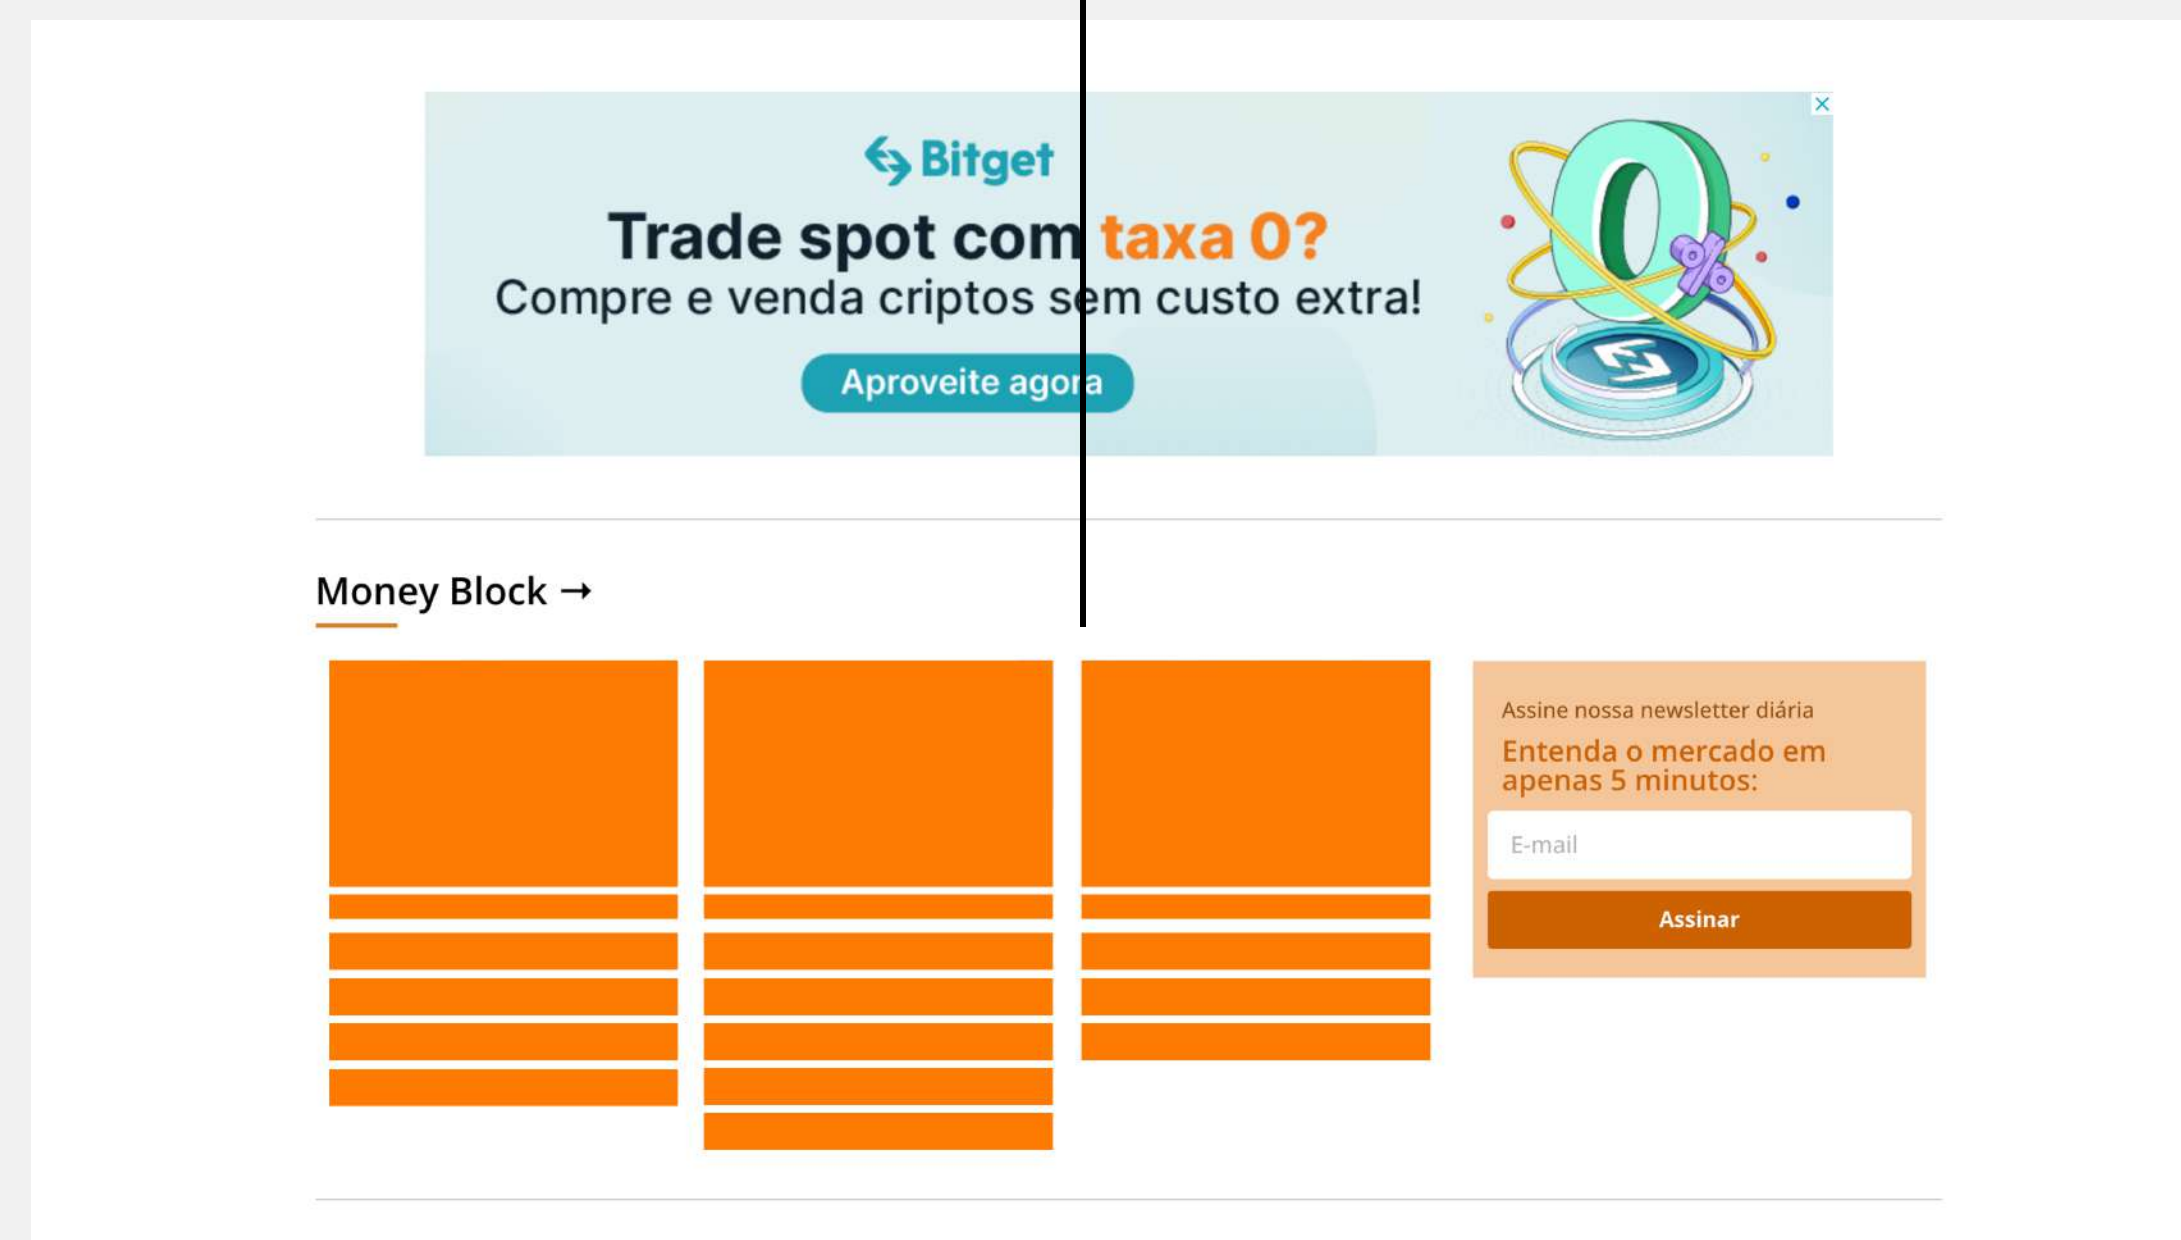 Bitget
Trade spot com taxa 0?
Compre e venda criptos sem custo extra!
Aproveite agora
Money Block →
Assine nossa newsletter diária
Entenda o mercado em
apenas 5 minutos:
E-mail
Assinar